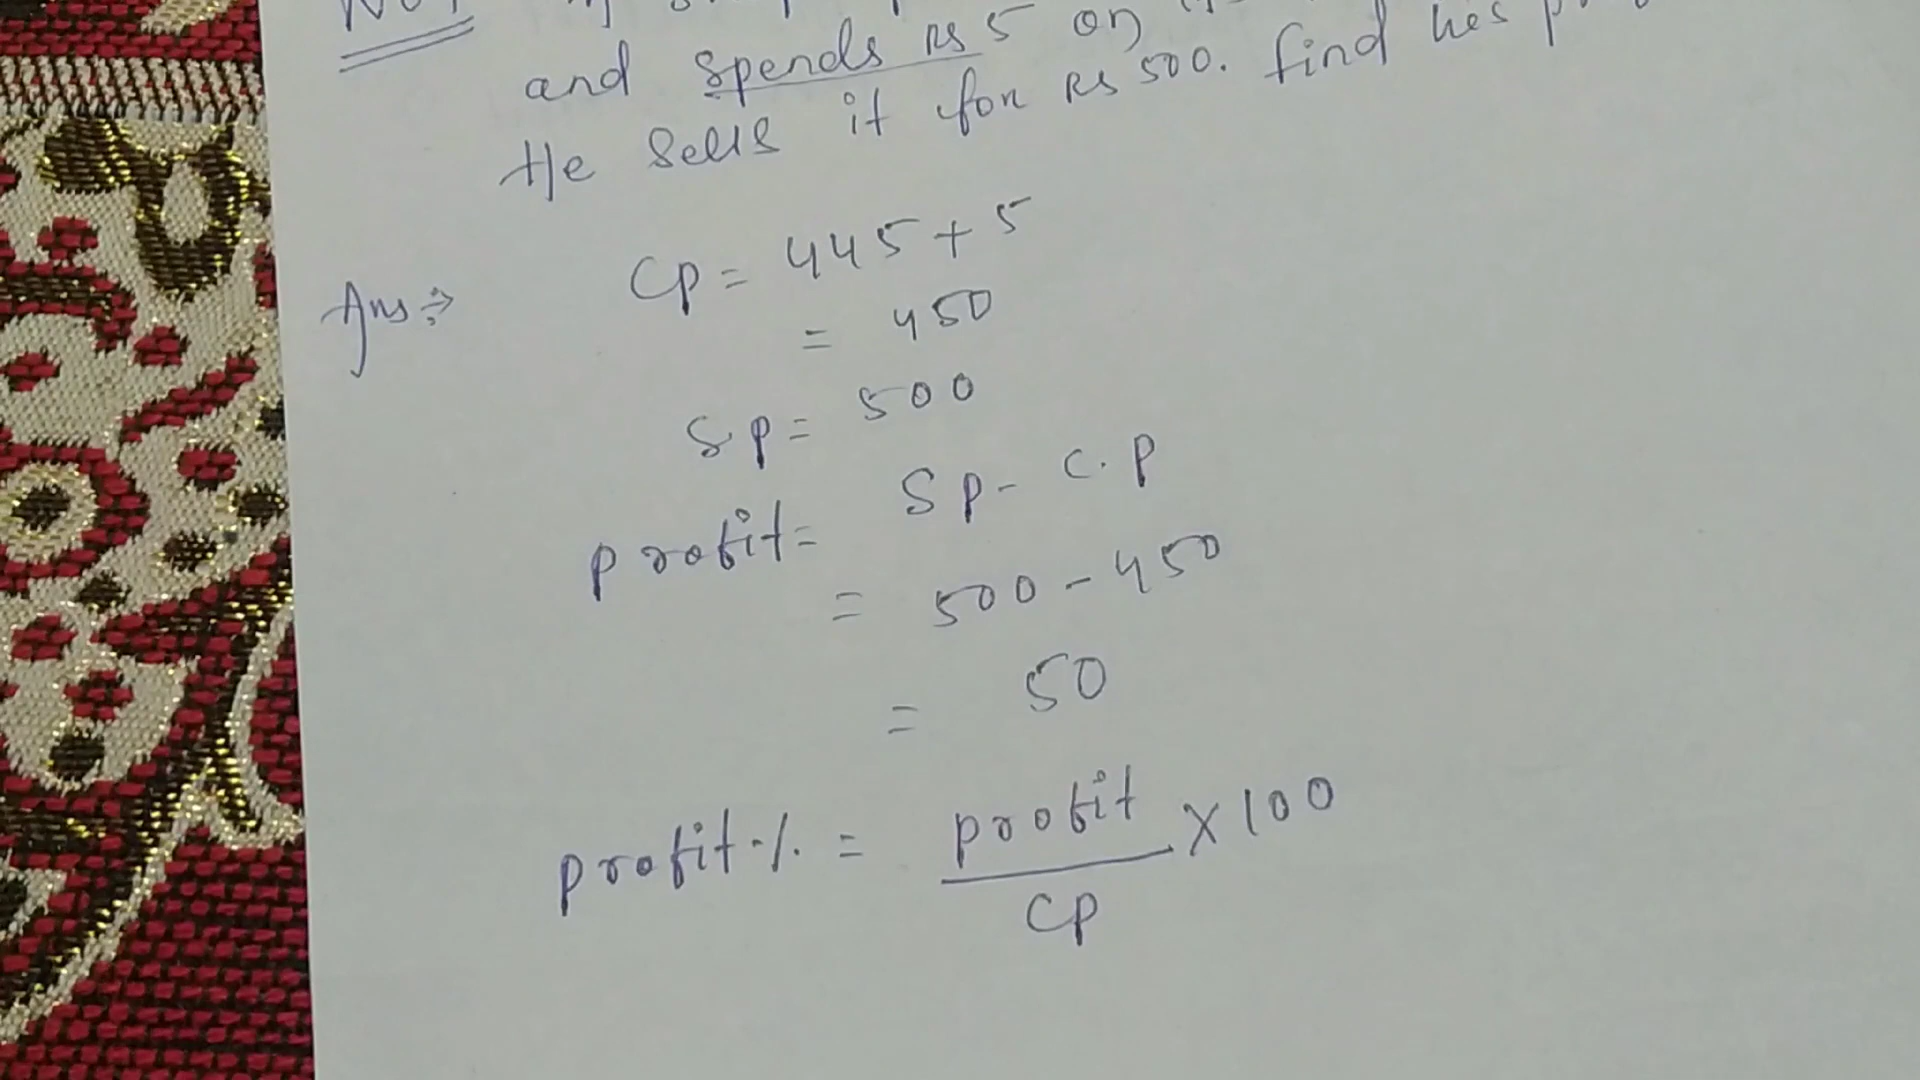 and spends Rs 5 on
He sells it for Rs 500. find his
Ans :→ CP = 445 + 5
= 450
SP = 500
profit = SP - C.P
= 500 - 450
= 50
profit % = profit / CP × 100